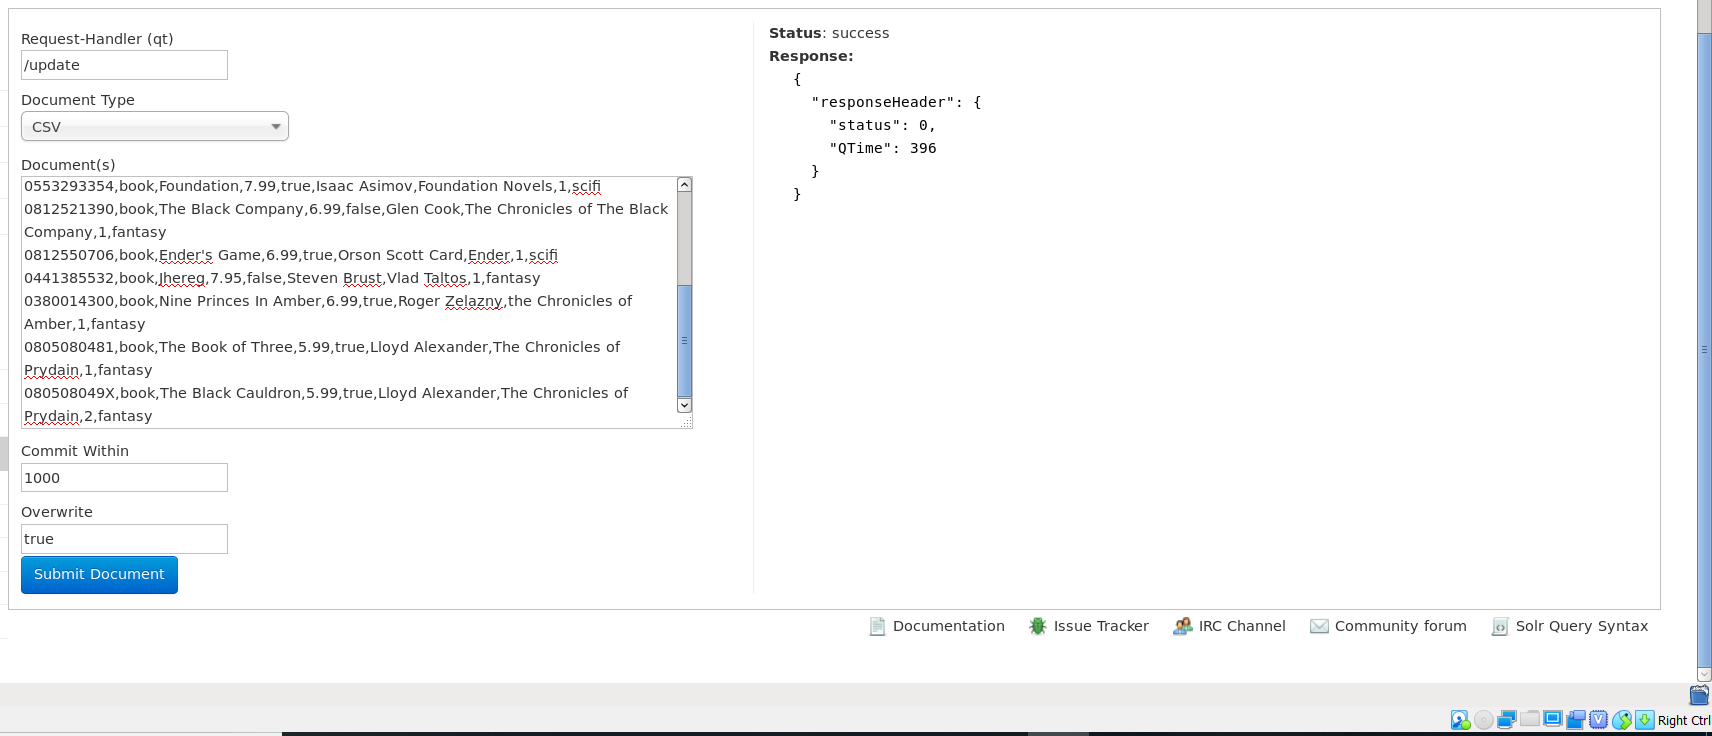 Request-Handler (qt)
/update
Document Type
CSV
Document(s)
0553293354,book,Foundation,7.99,true,Isaac Asimov,Foundation Novels,1,scifi
0812521390,book,The Black Company,6.99,false,Glen Cook,The Chronicles of The Black
Company,1,fantasy
0812550706,book,Ender's Game,6.99,true,Orson Scott Card,Ender,1,scifi
0441385532,book,Jhereg,7.95,false,Steven Brust,Vlad Taltos,1,fantasy
0380014300,book,Nine Princes In Amber,6.99,true,Roger Zelazny,the Chronicles of
Amber,1,fantasy
0805080481,book,The Book of Three,5.99,true,Lloyd Alexander,The Chronicles of
Prydain,1,fantasy
080508049X,book,The Black Cauldron,5.99,true,Lloyd Alexander,The Chronicles of
Prydain,2,fantasy
Commit Within
1000
Overwrite
true
Submit Document
Status: success
Response:
{
"responseHeader": {
"status": 0,
"QTime": 396
}
}
Documentation
Issue Tracker
IRC Channel
Community forum
Solr Query Syntax
Right Ctrl